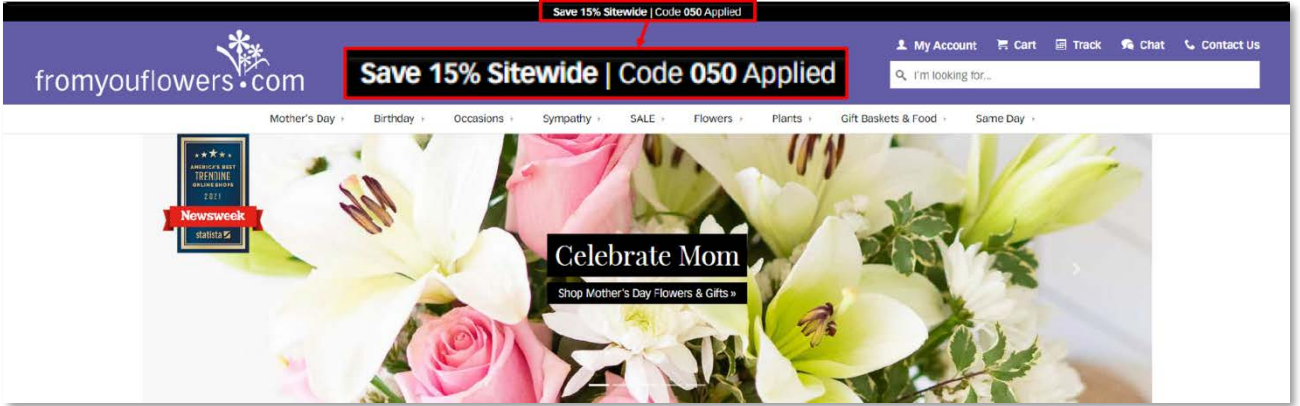 Save 15% Sitewide | Code 050 Applied
My Account Cart Track Chat Contact Us
fromyouflowers.com
Save 15% Sitewide | Code 050 Applied
I'm looking for...
Mother's Day Birthday Occasions Sympathy SALE Flowers Plants Gift Baskets & Food Same Day
AMERICA'S BEST
TRENDING
ONLINE SHOPS
2021
Newsweek
statista
Celebrate Mom
Shop Mother's Day Flowers & Gifts »